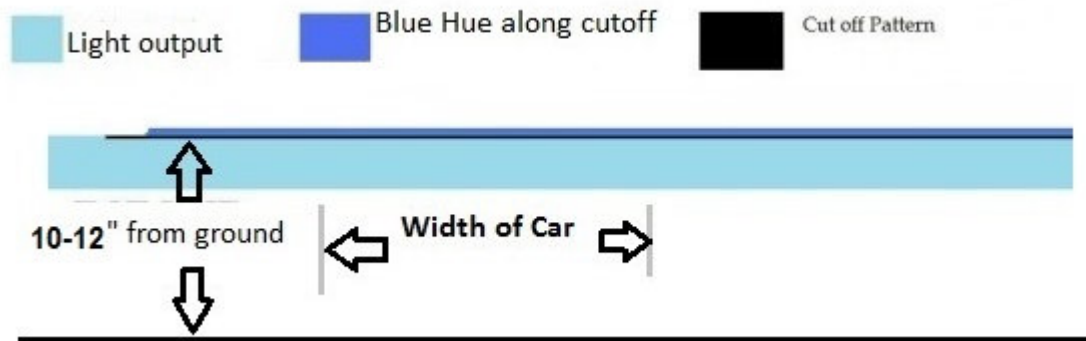 Light output
Blue Hue along cutoff
Cut off Pattern
10-12" from ground
Width of Car